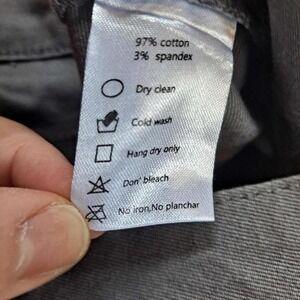 97% cotton
3% spandex
Dry clean
Cold wash
Hang dry only
Don' bleach
No iron,No planchar